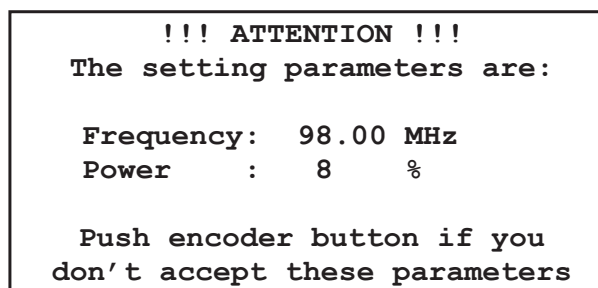 !!! ATTENTION !!!
The setting parameters are:
Frequency: 98.00 MHz
Power : 8 %
Push encoder button if you
don't accept these parameters